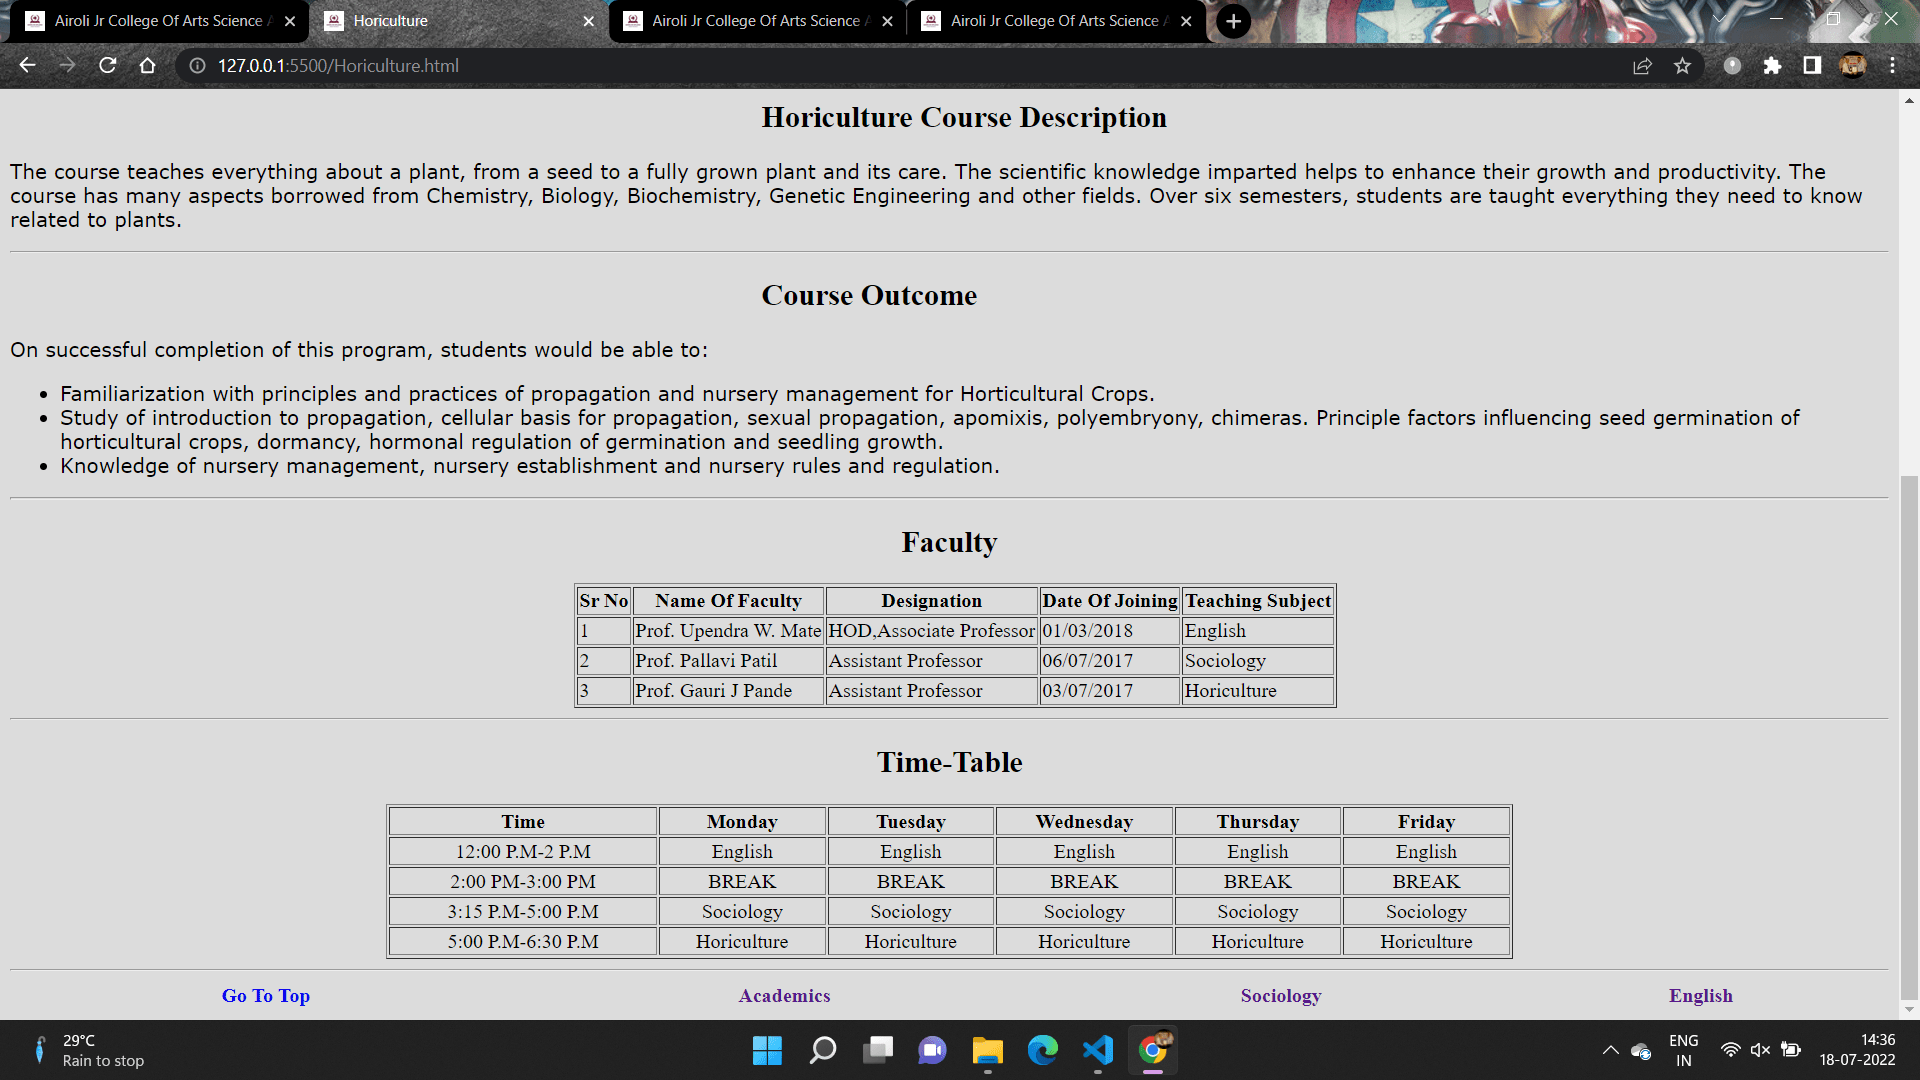 Airoli Jr College Of Arts Science
Horiculture
Airoli Jr College Of Arts Science
Airoli Jr College Of Arts Science
127.0.0.1:5500/Horiculture.html
Horiculture Course Description
The course teaches everything about a plant, from a seed to a fully grown plant and its care. The scientific knowledge imparted helps to enhance their growth and productivity. The
course has many aspects borrowed from Chemistry, Biology, Biochemistry, Genetic Engineering and other fields. Over six semesters, students are taught everything they need to know
related to plants.
Course Outcome
On successful completion of this program, students would be able to:
• Familiarization with principles and practices of propagation and nursery management for Horticultural Crops.
• Study of introduction to propagation, cellular basis for propagation, sexual propagation, apomixis, polyembryony, chimeras. Principle factors influencing seed germination of
horticultural crops, dormancy, hormonal regulation of germination and seedling growth.
• Knowledge of nursery management, nursery establishment and nursery rules and regulation.
Faculty
Sr No Name Of Faculty Designation Date Of Joining Teaching Subject
1 Prof. Upendra W. Mate HOD,Associate Professor 01/03/2018 English
2 Prof. Pallavi Patil Assistant Professor 06/07/2017 Sociology
3 Prof. Gauri J Pande Assistant Professor 03/07/2017 Horiculture
Time-Table
Time Monday Tuesday Wednesday Thursday Friday
12:00 P.M-2 P.M English English English English English
2:00 PM-3:00 PM BREAK BREAK BREAK BREAK BREAK
3:15 P.M-5:00 P.M Sociology Sociology Sociology Sociology Sociology
5:00 P.M-6:30 P.M Horiculture Horiculture Horiculture Horiculture Horiculture
Go To Top Academics Sociology English
29°C
Rain to stop
ENG
IN
14:36
18-07-2022